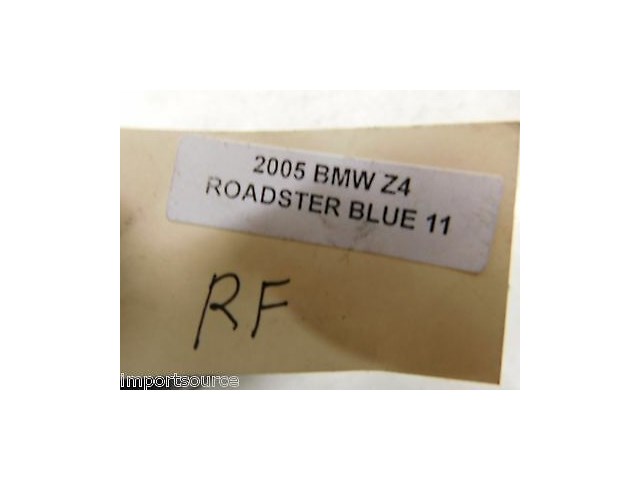 2005 BMW Z4
ROADSTER BLUE 11
RF
importsource